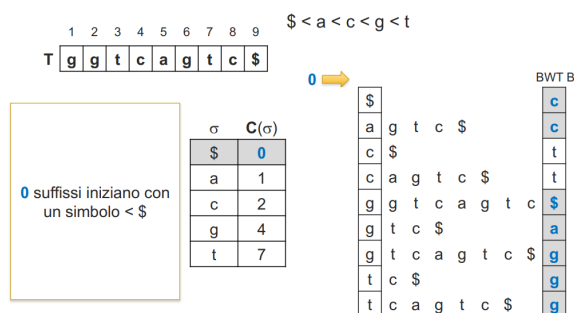 $ < a < c < g < t
1 2 3 4 5 6 7 8 9
T g g t c a g t c $
0
BWT B
σ C(σ)
$ 0
a 1
c 2
g 4
t 7
0 suffissi iniziano con
un simbolo < $
$ c
a g t c $ c
c $ t
c a g t c $ t
g g t c a g t c $
g t c $ a
g t c a g t c $ g
t c $ g
t c a g t c $ g